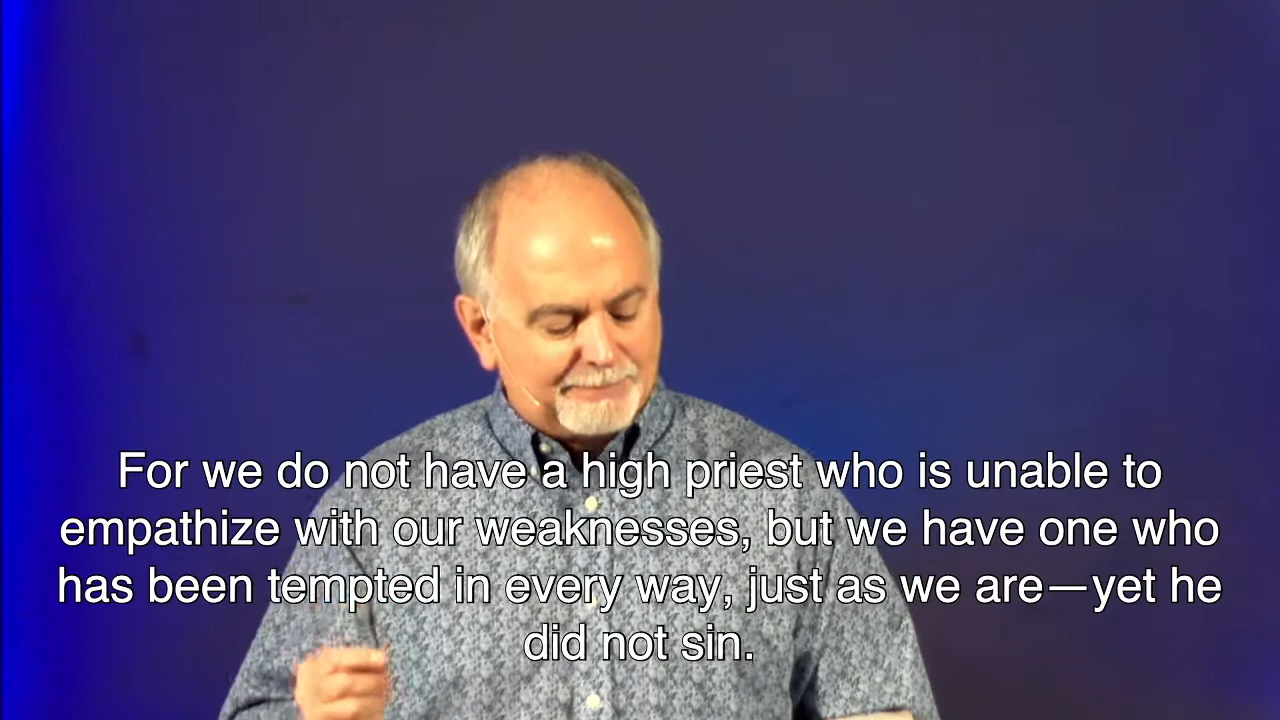 For we do not have a high priest who is unable to
empathize with our weaknesses, but we have one who
has been tempted in every way, just as we are—yet he
did not sin.